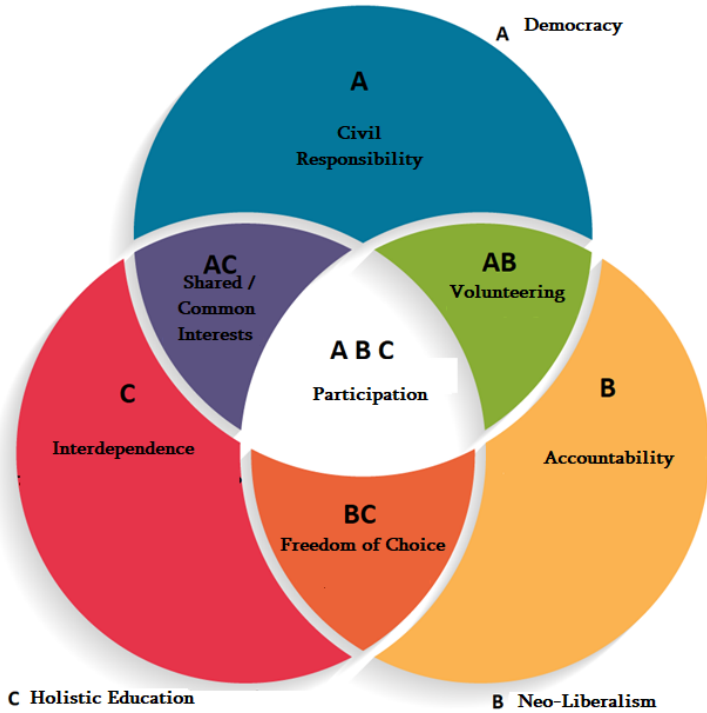 A Democracy
A
Civil
Responsibility
AC
Shared /
Common
Interests
AB
Volunteering
A B C
Participation
C
Interdependence
B
Accountability
BC
Freedom of Choice
C Holistic Education
B Neo-Liberalism